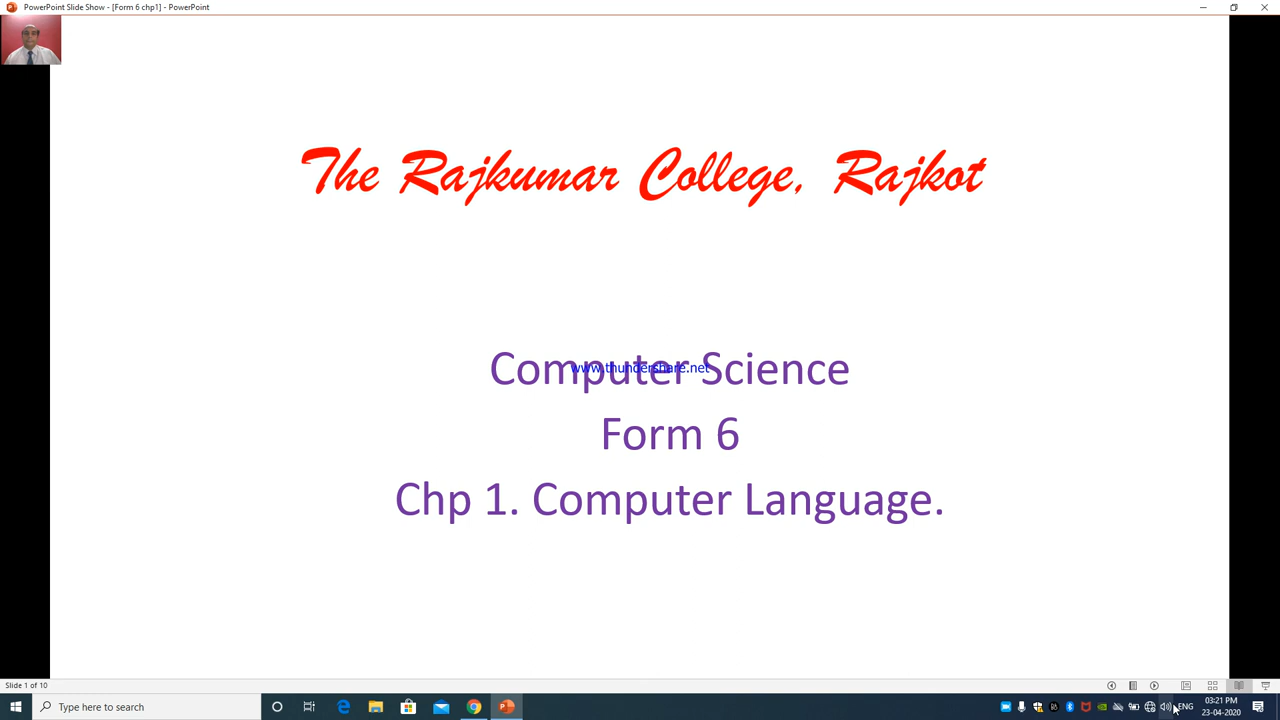 PowerPoint Slide Show - [Form 6 chp1] - PowerPoint
The Rajkumar College, Rajkot
Computer Science
www.thundershare.net
Form 6
Chp 1. Computer Language.
Slide 1 of 10
Type here to search
ENG
03:21 PM
23-04-2020